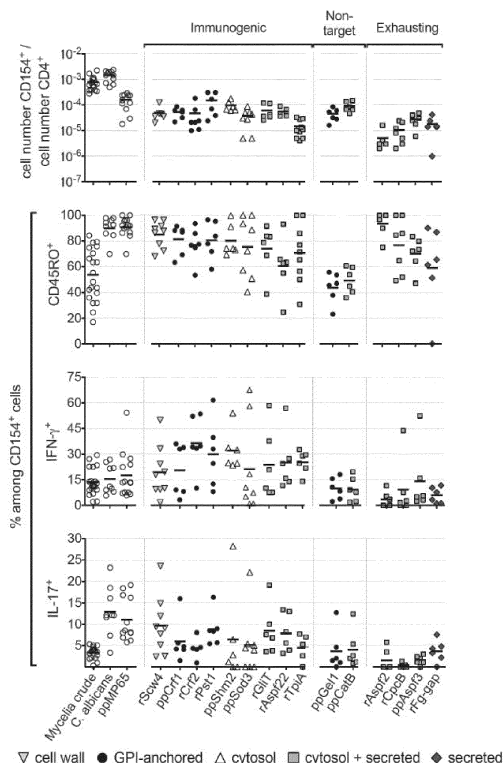 Immunogenic
Non-
target
Exhausting
cell number CD154⁺ /
cell number CD4⁺
10⁻²
10⁻³
10⁻⁴
10⁻⁵
10⁻⁶
10⁻⁷
% among CD154⁺ cells
CD45RO⁺
100
80
60
40
20
0
IFN-γ⁺
75
60
45
30
15
0
IL-17⁺
30
25
20
15
10
5
Mycelia crude
C. albicans
ppMP65
rScw4
ppCrf1
rCrf2
rPst1
ppShm2
ppSod3
rGliT
rAspf22
rTpiA
ppGel1
ppCatB
rAspf2
rCpcB
ppAspf3
rFg-gap
cell wall
GPI-anchored
cytosol
cytosol + secreted
secreted